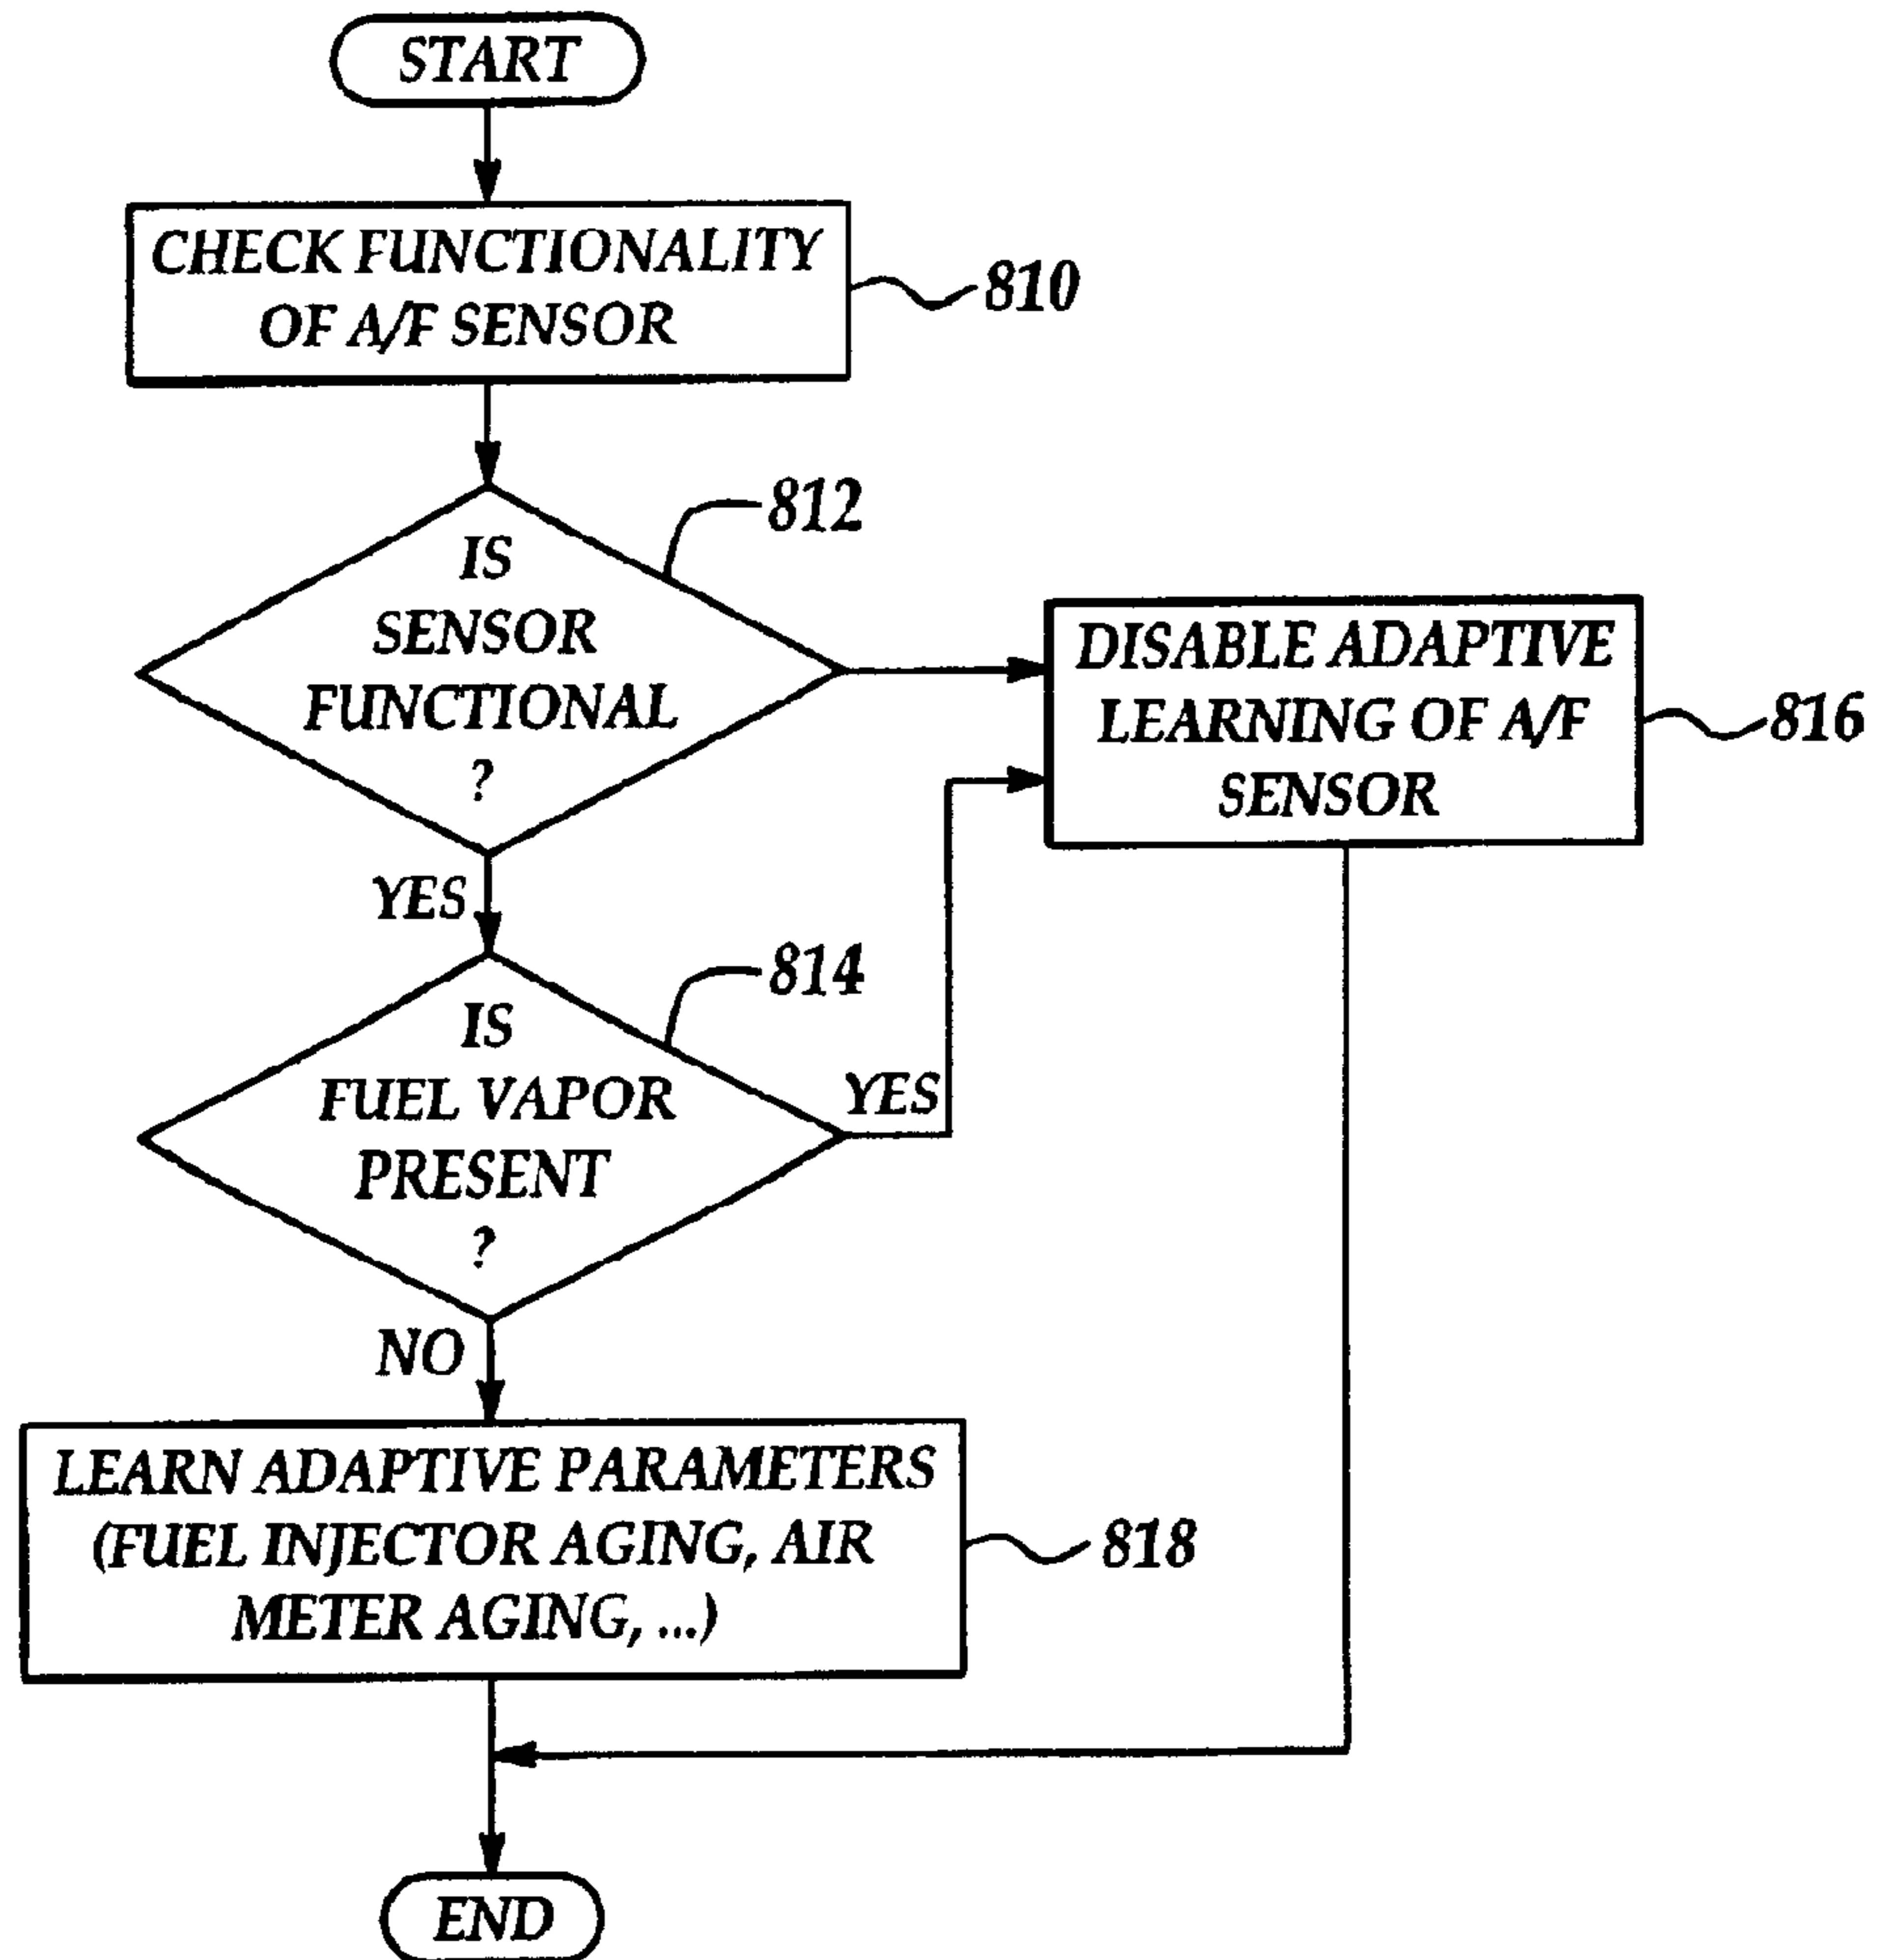 START
CHECK FUNCTIONALITY
OF A/F SENSOR
810
IS
SENSOR
FUNCTIONAL
?
812
YES
DISABLE ADAPTIVE
LEARNING OF A/F
SENSOR
816
IS
FUEL VAPOR
PRESENT
?
814
YES
NO
LEARN ADAPTIVE PARAMETERS
(FUEL INJECTOR AGING, AIR
METER AGING, ...)
818
END